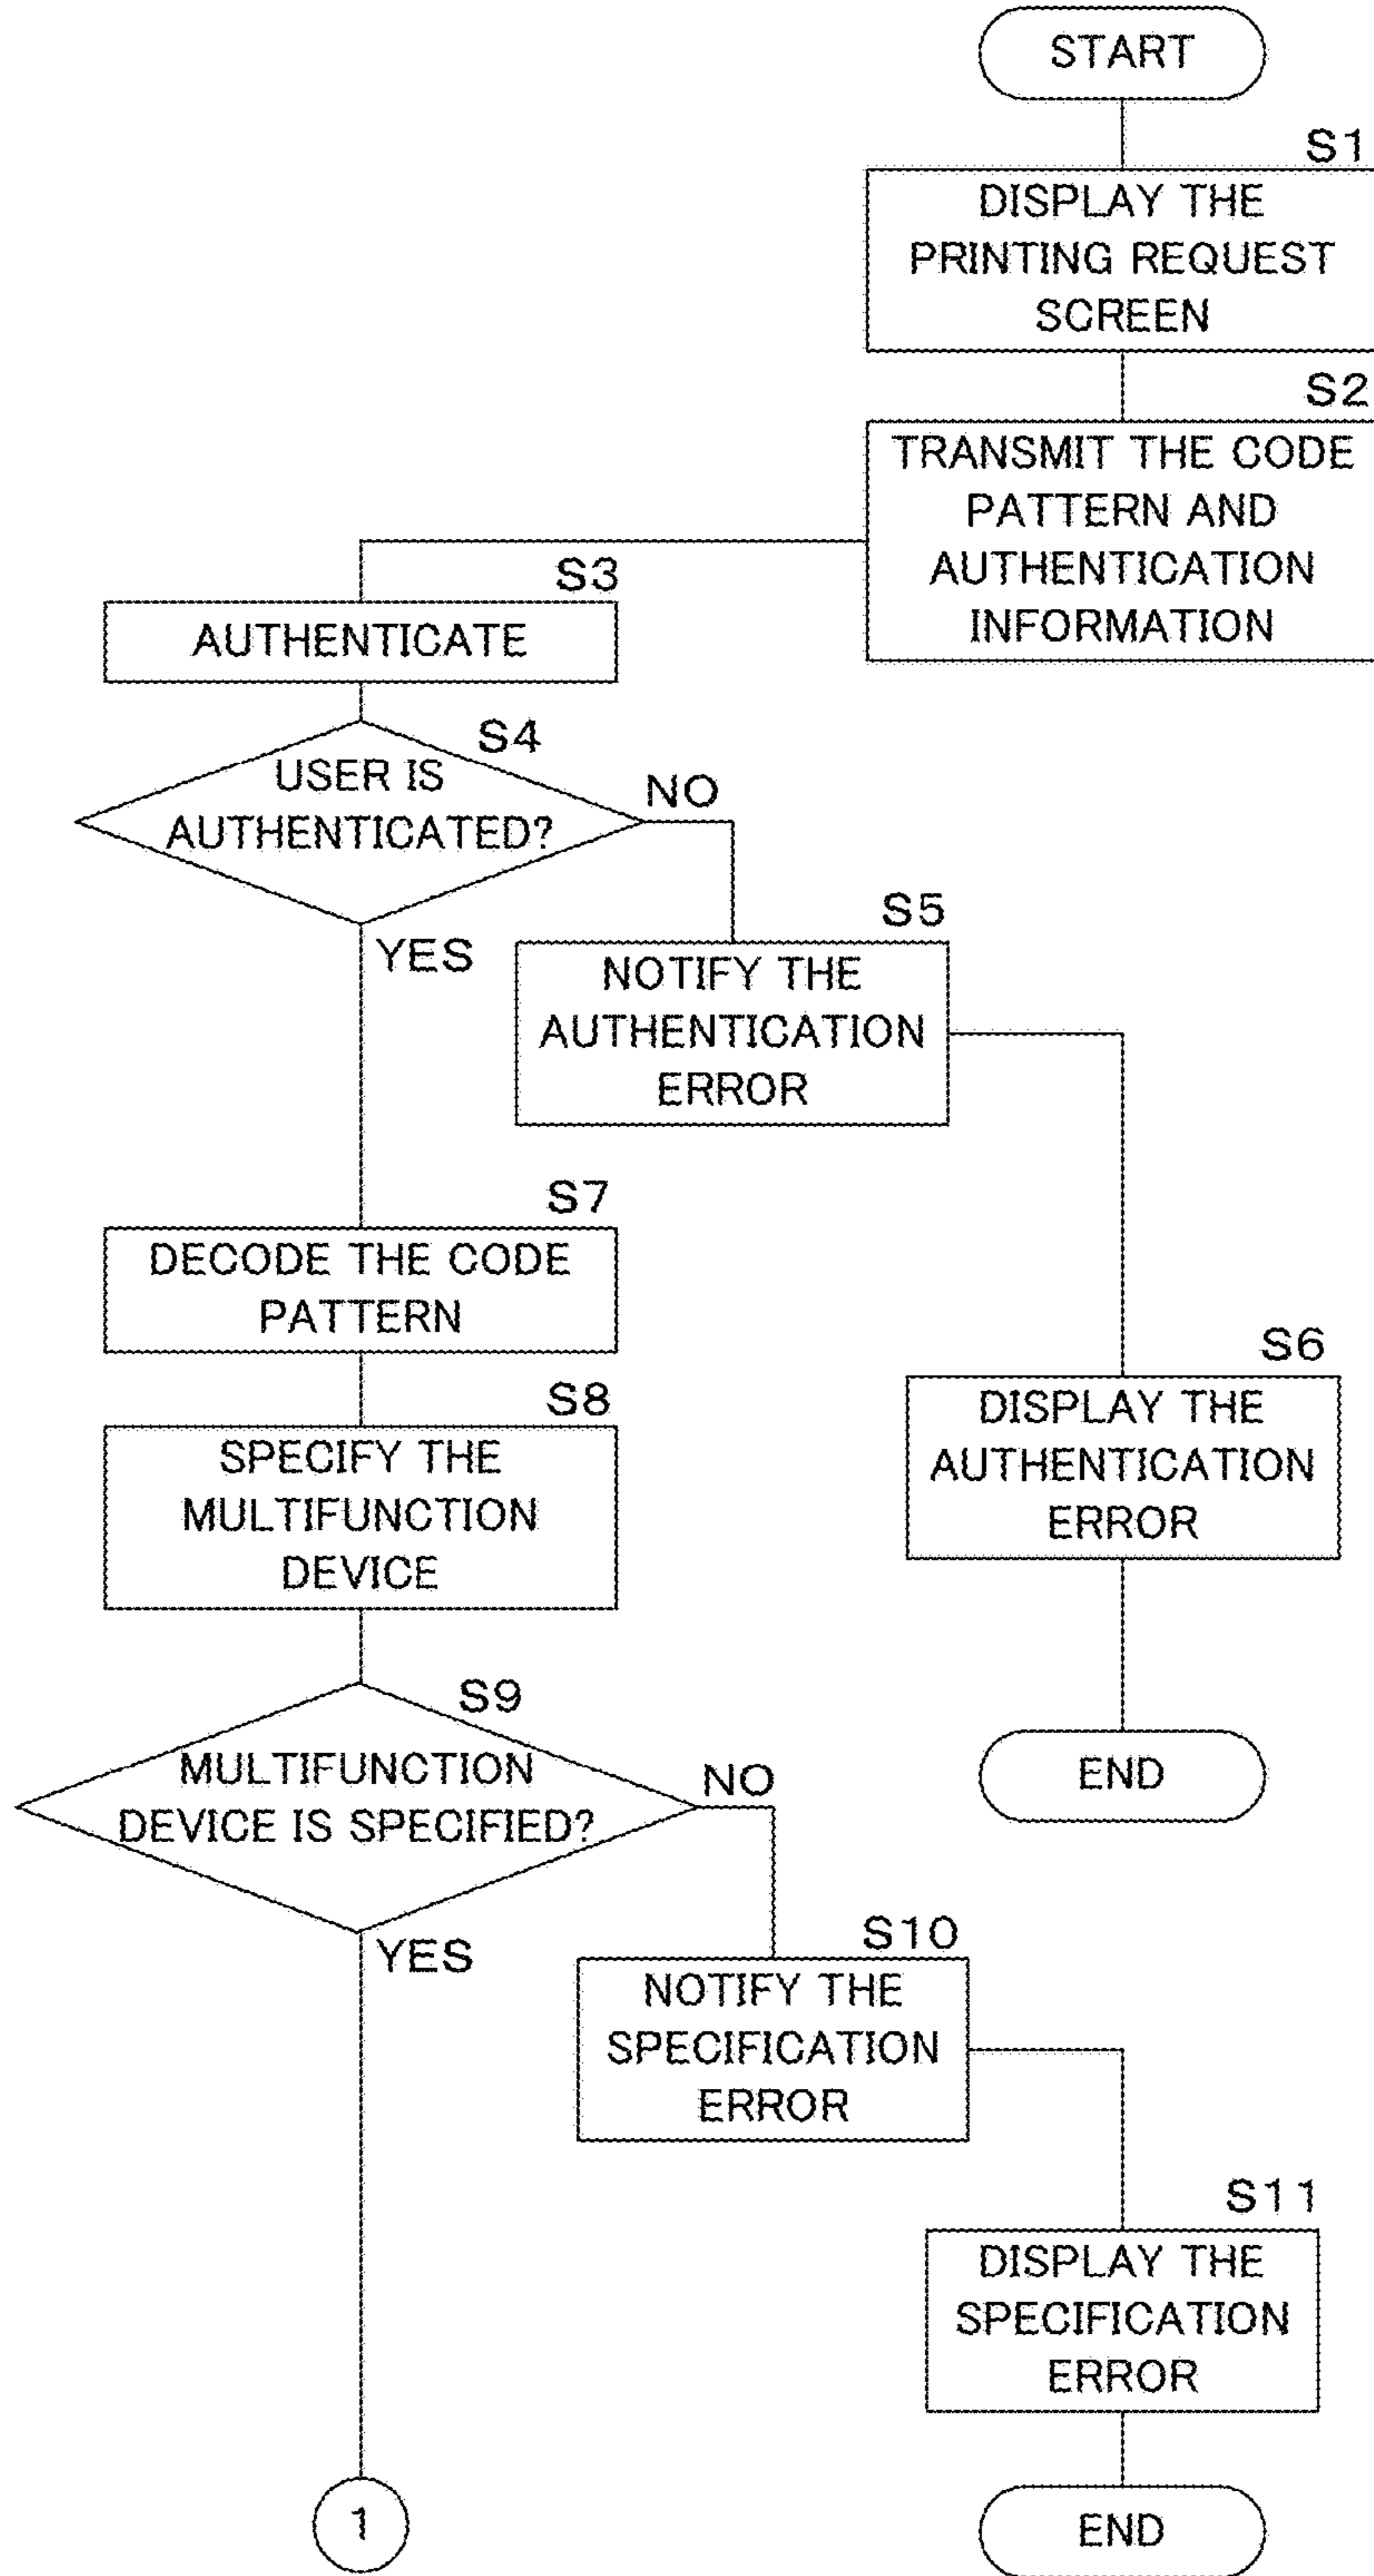 START
S1
DISPLAY THE
PRINTING REQUEST
SCREEN
S2
TRANSMIT THE CODE
PATTERN AND
AUTHENTICATION
INFORMATION
S3
AUTHENTICATE
S4
USER IS
AUTHENTICATED?
NO
YES
S5
NOTIFY THE
AUTHENTICATION
ERROR
S6
DISPLAY THE
AUTHENTICATION
ERROR
END
S7
DECODE THE CODE
PATTERN
S8
SPECIFY THE
MULTIFUNCTION
DEVICE
S9
MULTIFUNCTION
DEVICE IS SPECIFIED?
NO
YES
S10
NOTIFY THE
SPECIFICATION
ERROR
S11
DISPLAY THE
SPECIFICATION
ERROR
END
1